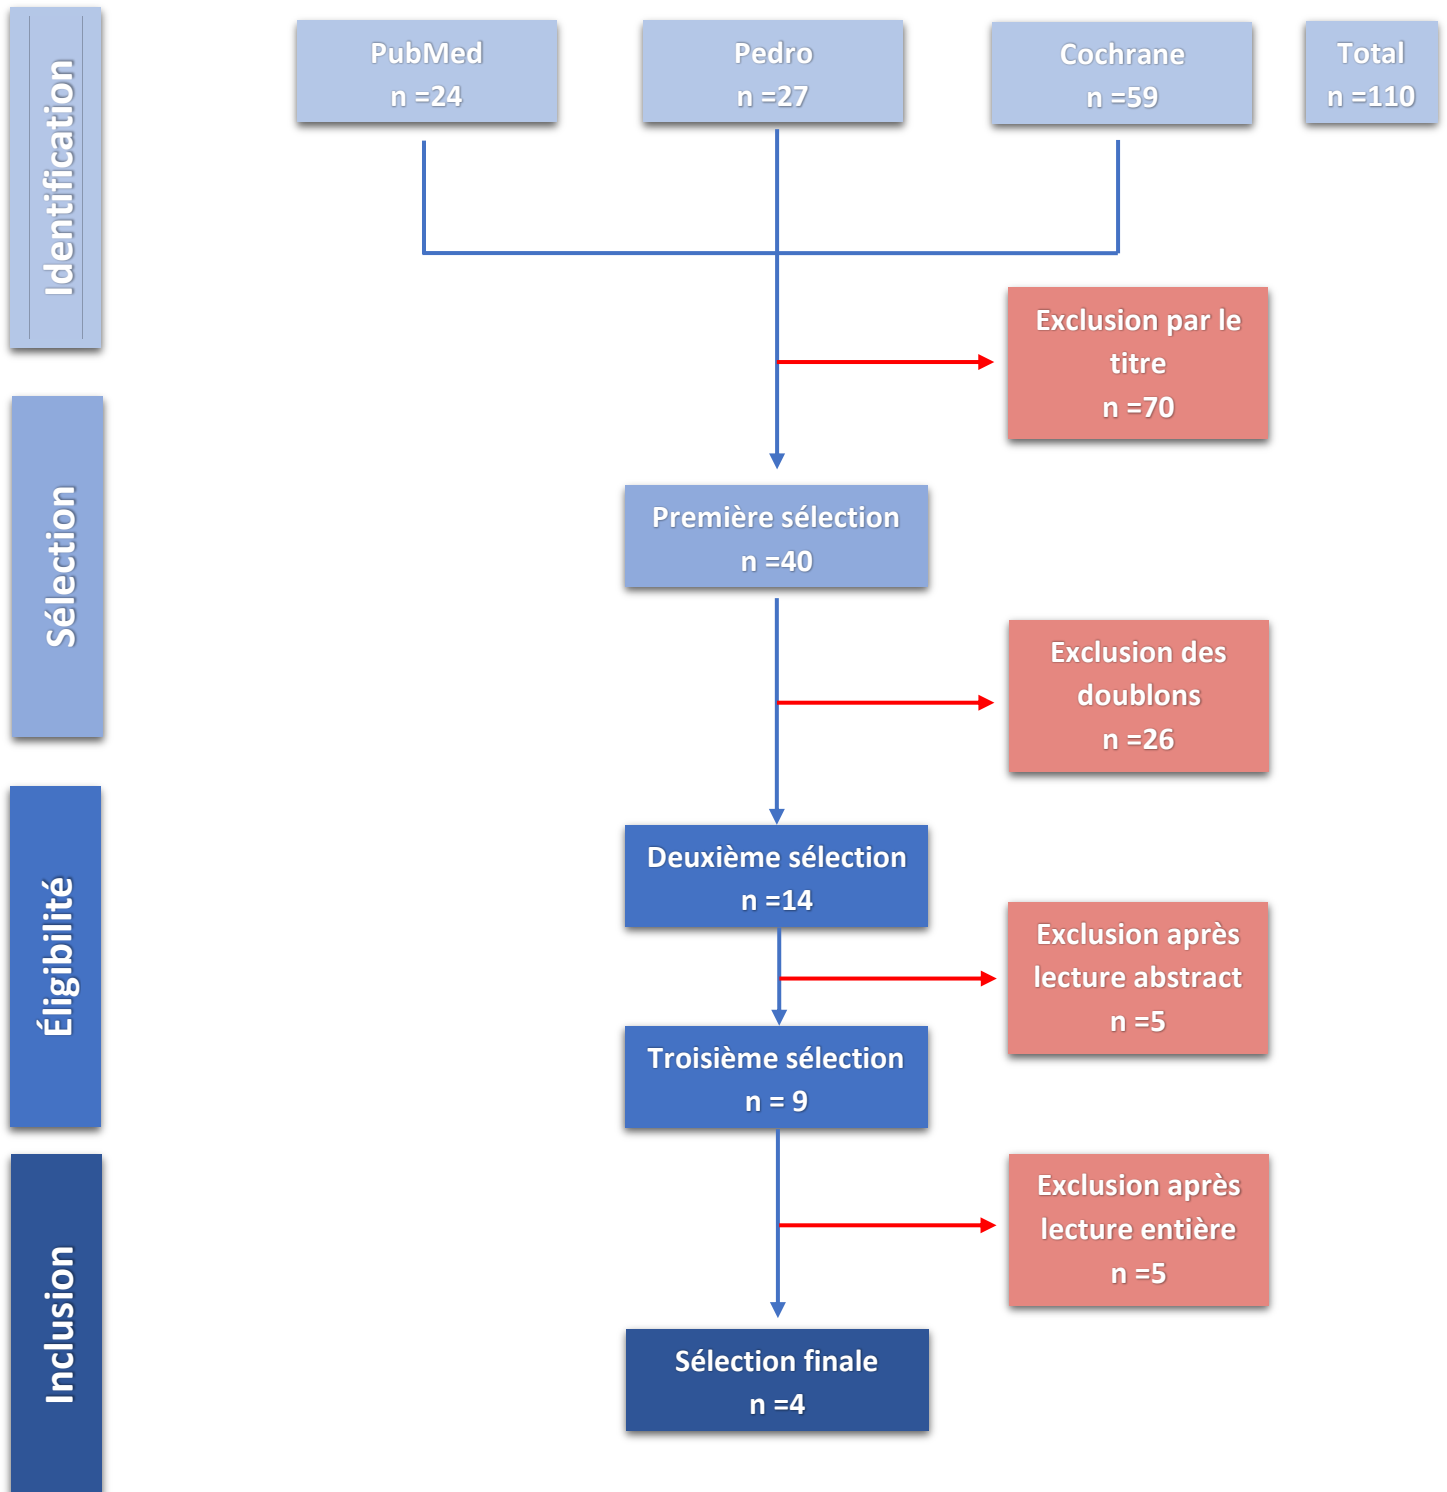 Identification
PubMed
n =24
Pedro
n =27
Cochrane
n =59
Total
n =110
Exclusion par le
titre
n =70
Sélection
Première sélection
n =40
Exclusion des
doublons
n =26
Éligibilité
Deuxième sélection
n =14
Exclusion après
lecture abstract
n =5
Troisième sélection
n = 9
Inclusion
Exclusion après
lecture entière
n =5
Sélection finale
n =4